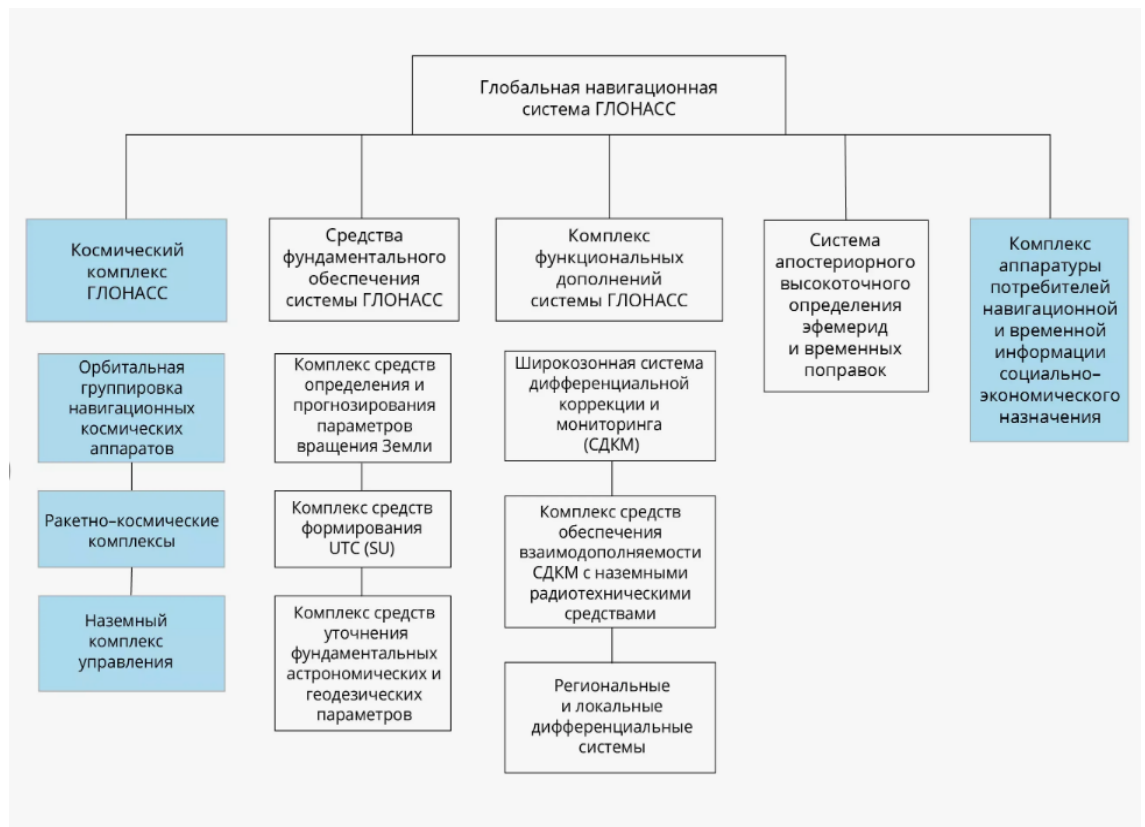 Глобальная навигационная
система ГЛОНАСС
Космический
комплекс
ГЛОНАСС
Средства
фундаментального
обеспечения
системы ГЛОНАСС
Комплекс
функциональных
дополнений
системы ГЛОНАСС
Система
апостериорного
высокоточного
определения
эфемерид
и временных
поправок
Комплекс
аппаратуры
потребителей
навигационной
и временной
информации
социально–
экономического
назначения
Орбитальная
группировка
навигационных
космических
аппаратов
Ракетно–космические
комплексы
Наземный
комплекс
управления
Комплекс средств
определения и
прогнозирования
параметров
вращения Земли
Комплекс средств
формирования
UTC (SU)
Комплекс средств
уточнения
фундаментальных
астрономических и
геодезических
параметров
Широкозонная система
дифференциальной
коррекции и
мониторинга
(СДКМ)
Комплекс средств
обеспечения
взаимодополняемости
СДКМ с наземными
радиотехническими
средствами
Региональные
и локальные
дифференциальные
системы